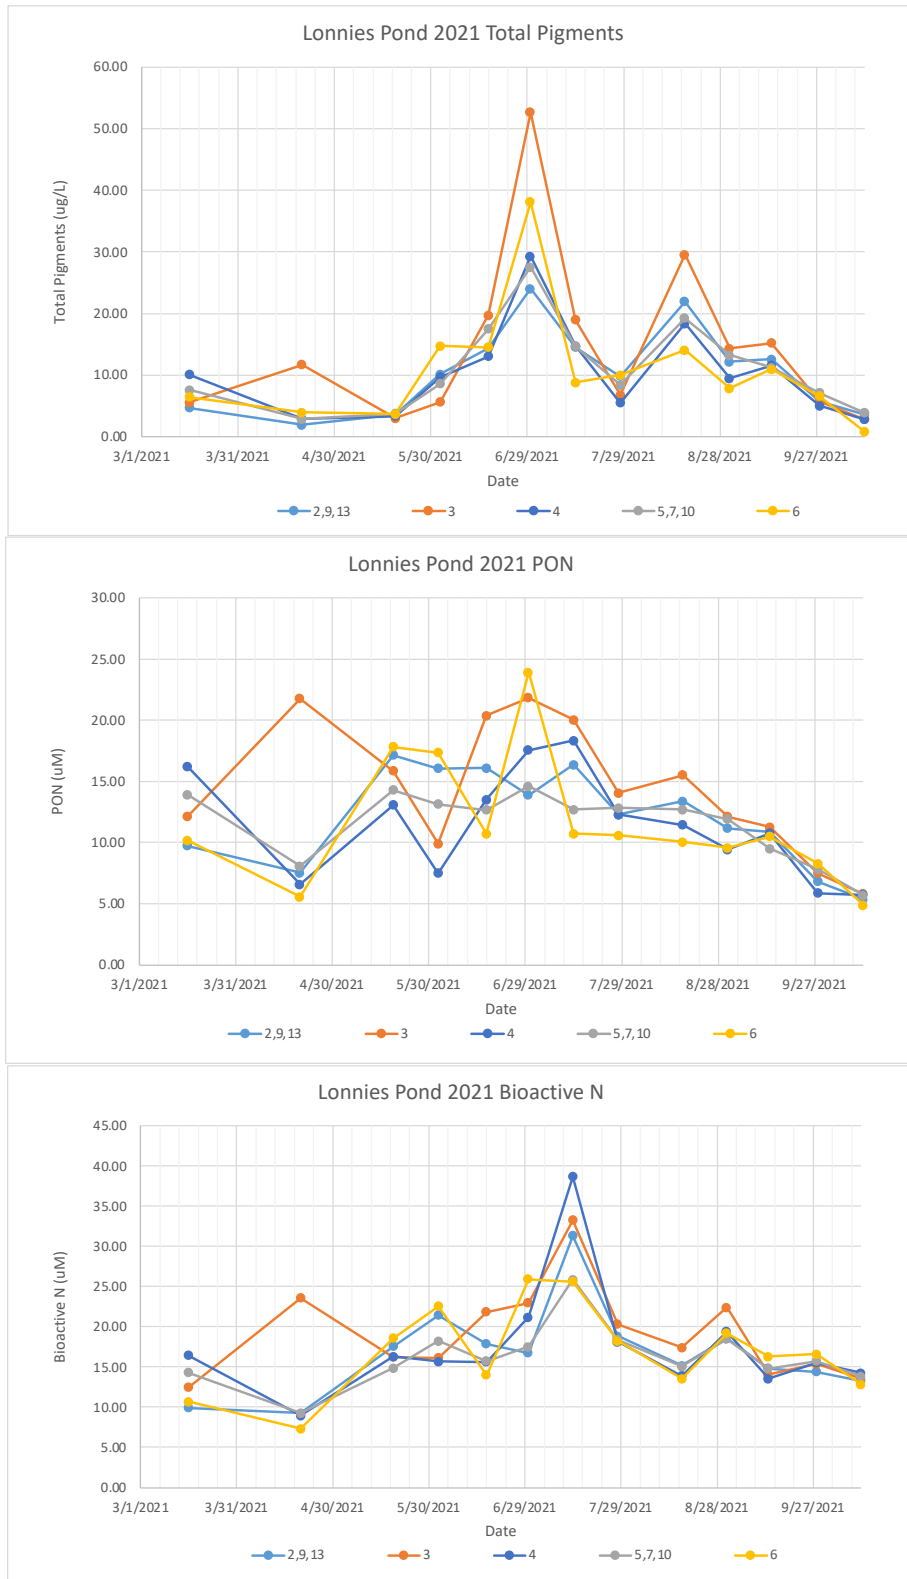 Lonnies Pond 2021 Total Pigments
60.00
50.00
40.00
30.00
20.00
10.00
0.00
Total Pigments (ug/L)
3/1/2021 3/31/2021 4/30/2021 5/30/2021 6/29/2021 7/29/2021 8/28/2021 9/27/2021
Date
2,9,13 3 4 5,7,10 6
Lonnies Pond 2021 PON
30.00
25.00
20.00
15.00
10.00
5.00
0.00
PON (uM)
3/1/2021 3/31/2021 4/30/2021 5/30/2021 6/29/2021 7/29/2021 8/28/2021 9/27/2021
Date
2,9,13 3 4 5,7,10 6
Lonnies Pond 2021 Bioactive N
45.00
40.00
35.00
30.00
25.00
20.00
15.00
10.00
5.00
0.00
Bioactive N (uM)
3/1/2021 3/31/2021 4/30/2021 5/30/2021 6/29/2021 7/29/2021 8/28/2021 9/27/2021
Date
2,9,13 3 4 5,7,10 6